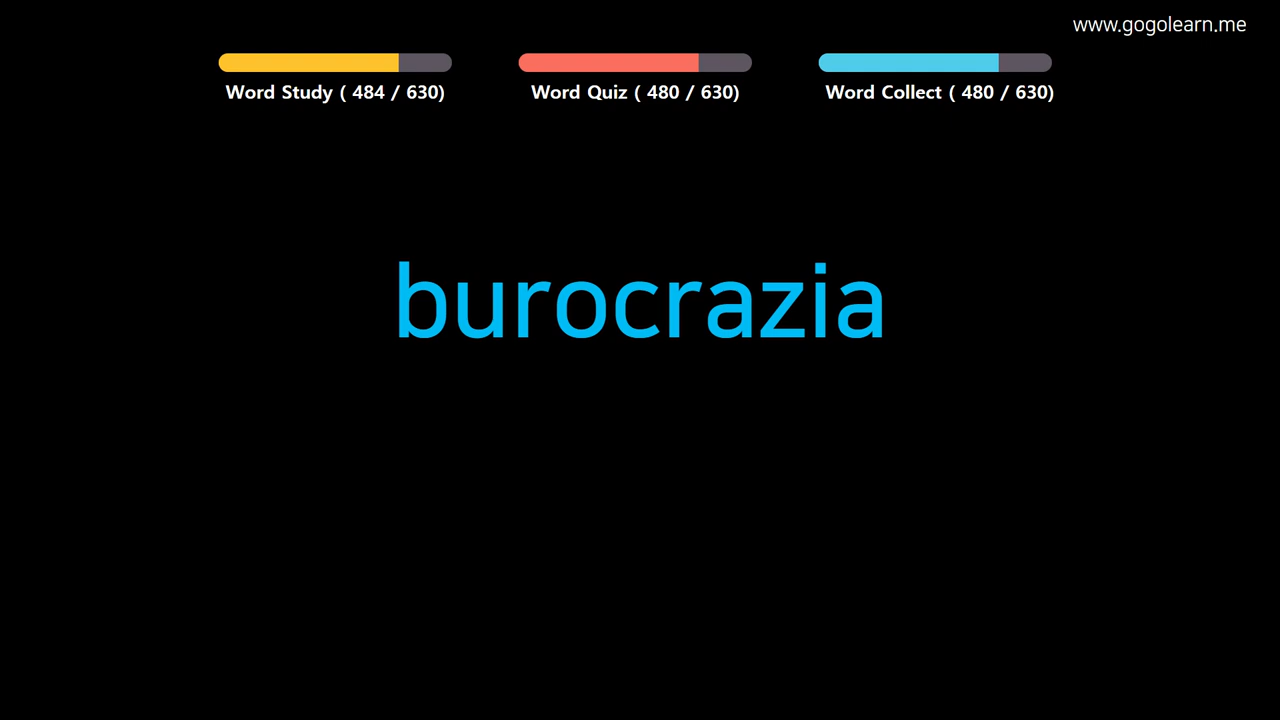 www.gogolearn.me
Word Study ( 484 / 630)
Word Quiz ( 480 / 630)
Word Collect ( 480 / 630)
burocrazia